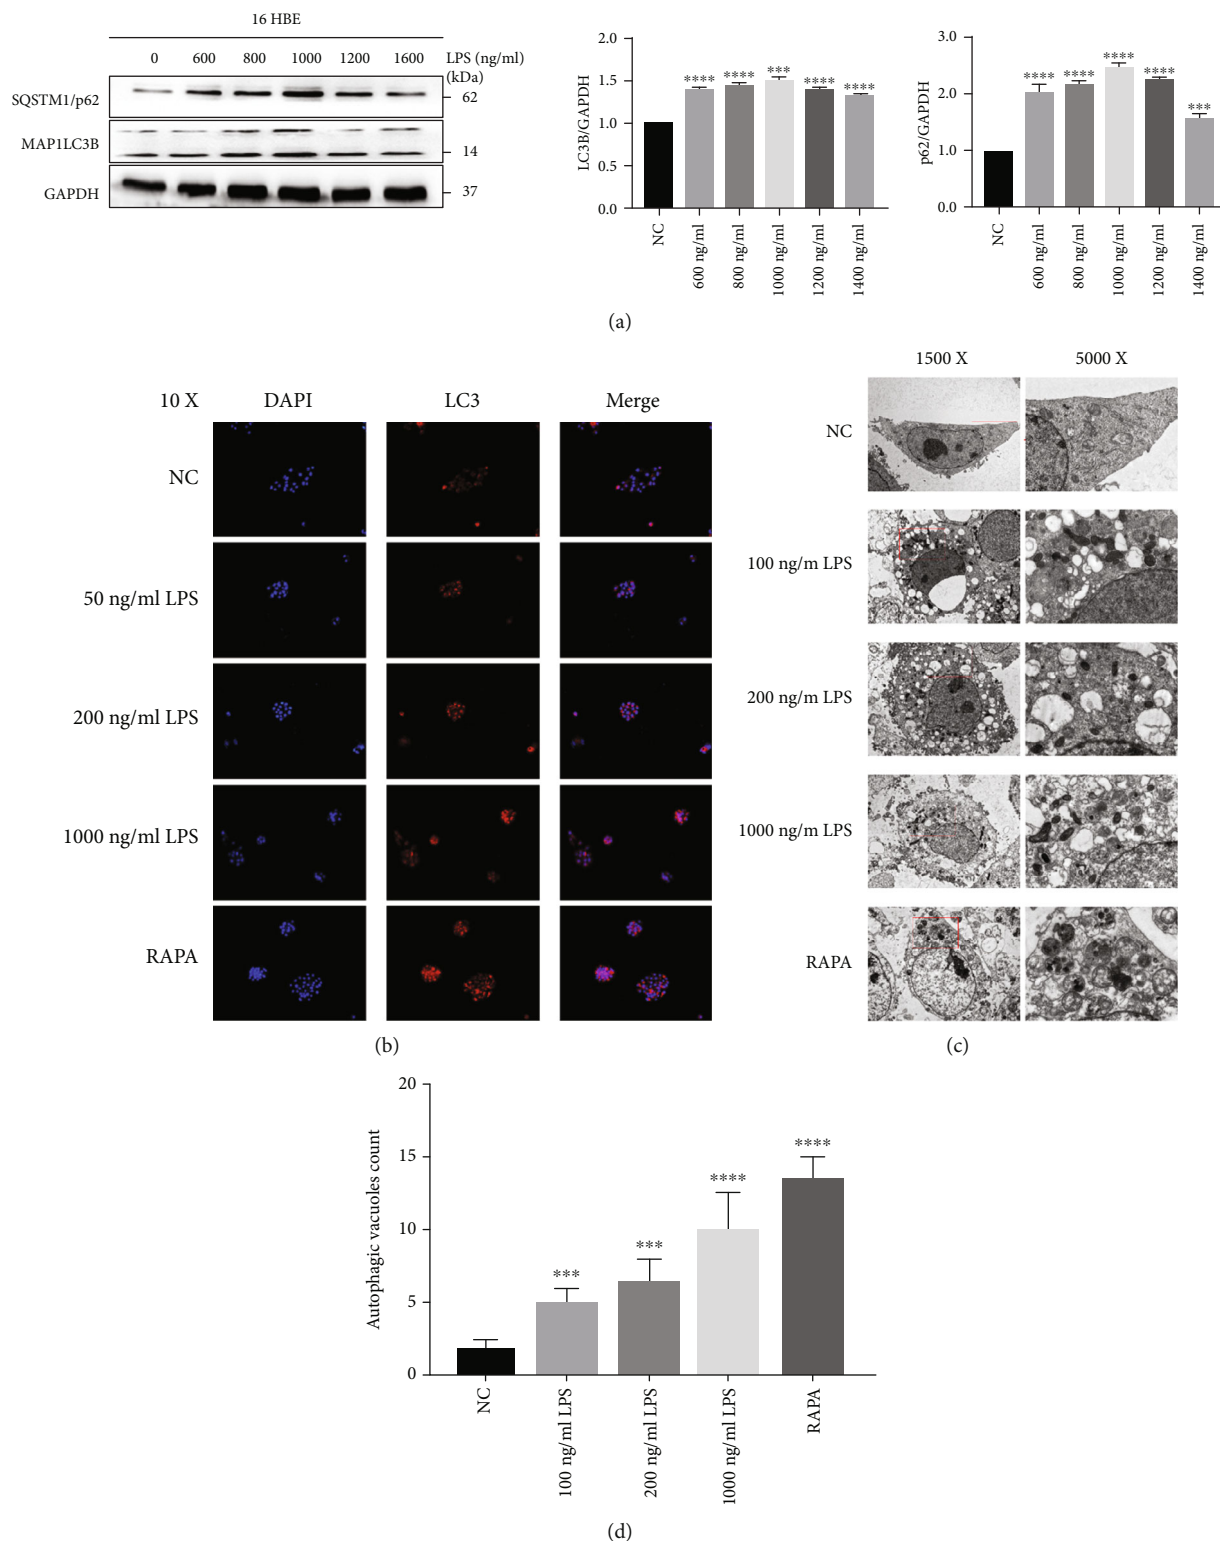 16 HBE
0 600 800 1000 1200 1600 LPS (ng/ml)
(kDa)
SQSTM1/p62
62
MAP1LC3B
14
GAPDH
37
LC3B/GAPDH
2.0
1.5
1.0
0.5
0.0
**** **** *** **** ****
NC
600 ng/ml
800 ng/ml
1000 ng/ml
1200 ng/ml
1400 ng/ml
p62/GAPDH
3.0
2.0
1.0
0.0
**** **** **** **** ***
NC
600 ng/ml
800 ng/ml
1000 ng/ml
1200 ng/ml
1400 ng/ml
(a)
10 X DAPI LC3 Merge
NC
50 ng/ml LPS
200 ng/ml LPS
1000 ng/ml LPS
RAPA
(b)
1500 X 5000 X
NC
100 ng/m LPS
200 ng/m LPS
1000 ng/m LPS
RAPA
(c)
Autophagic vacuoles count
20
15
10
5
0
*** *** **** ****
NC
100 ng/ml LPS
200 ng/ml LPS
1000 ng/ml LPS
RAPA
(d)